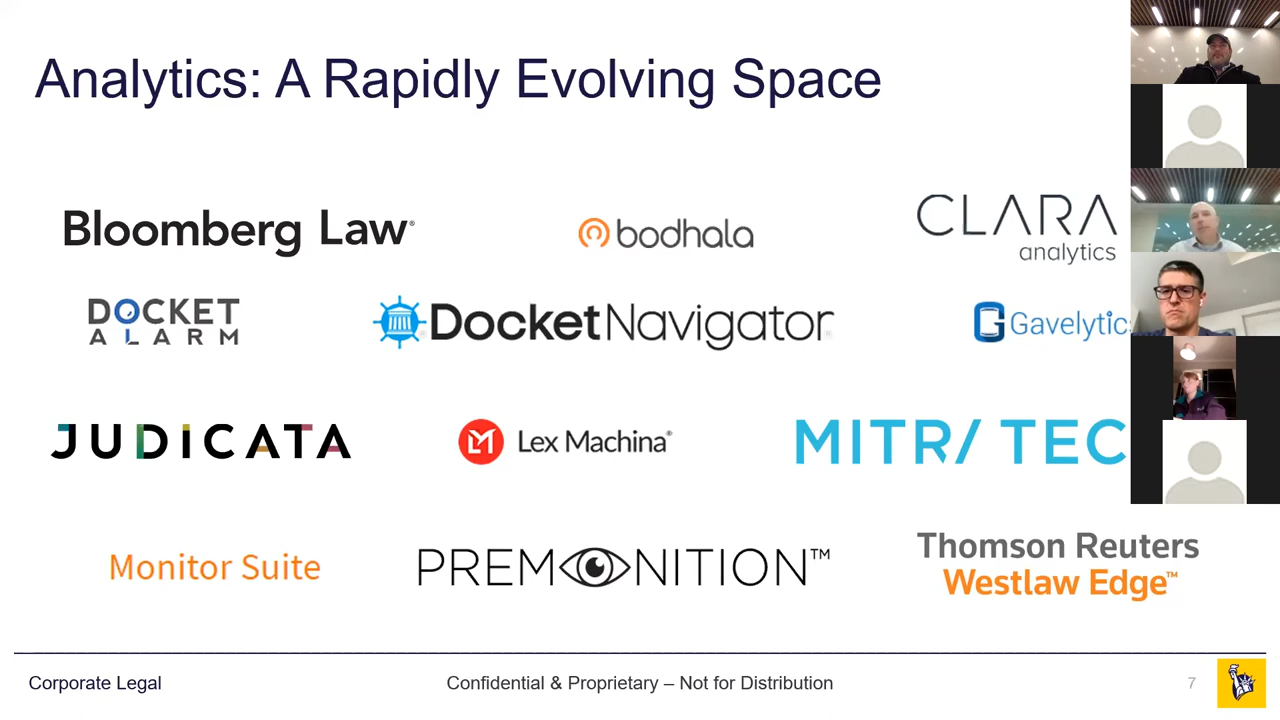 Analytics: A Rapidly Evolving Space
Bloomberg Law®
bodhala
CLARA
analytics
DOCKET
ALARM
DocketNavigator
Gavelytic
JUDICATA
Lex Machina®
MITR/TEC
Monitor Suite
PREMONITION™
Thomson Reuters
Westlaw Edge™
Corporate Legal
Confidential & Proprietary – Not for Distribution
7